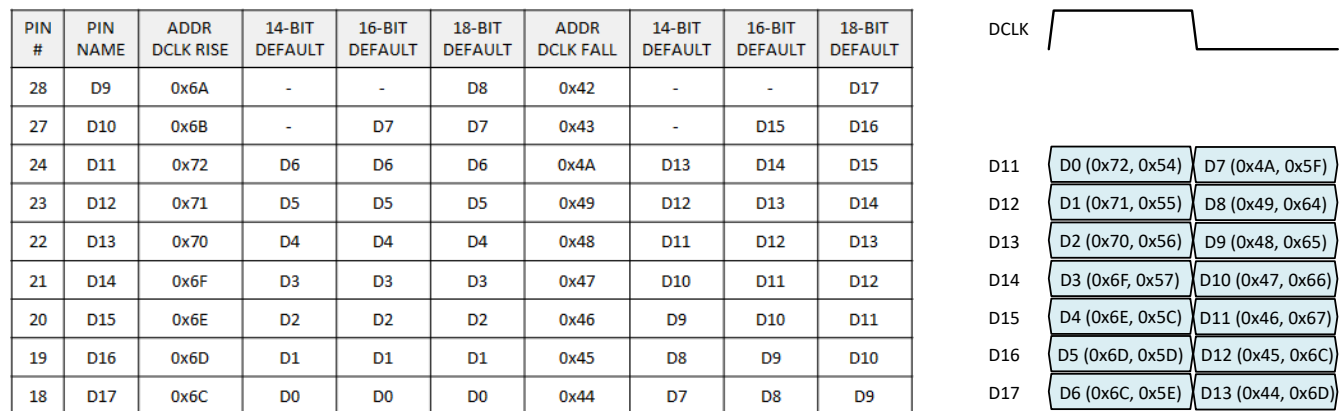 PIN # PIN NAME ADDR DCLK RISE 14-BIT DEFAULT 16-BIT DEFAULT 18-BIT DEFAULT ADDR DCLK FALL 14-BIT DEFAULT 16-BIT DEFAULT 18-BIT DEFAULT
28 D9 0x6A - - D8 0x42 - - D17
27 D10 0x6B - D7 D7 0x43 - D15 D16
24 D11 0x72 D6 D6 D6 0x4A D13 D14 D15
23 D12 0x71 D5 D5 D5 0x49 D12 D13 D14
22 D13 0x70 D4 D4 D4 0x48 D11 D12 D13
21 D14 0x6F D3 D3 D3 0x47 D10 D11 D12
20 D15 0x6E D2 D2 D2 0x46 D9 D10 D11
19 D16 0x6D D1 D1 D1 0x45 D8 D9 D10
18 D17 0x6C D0 D0 D0 0x44 D7 D8 D9
DCLK
D11 D0 (0x72, 0x54) D7 (0x4A, 0x5F)
D12 D1 (0x71, 0x55) D8 (0x49, 0x64)
D13 D2 (0x70, 0x56) D9 (0x48, 0x65)
D14 D3 (0x6F, 0x57) D10 (0x47, 0x66)
D15 D4 (0x6E, 0x5C) D11 (0x46, 0x67)
D16 D5 (0x6D, 0x5D) D12 (0x45, 0x6C)
D17 D6 (0x6C, 0x5E) D13 (0x44, 0x6D)